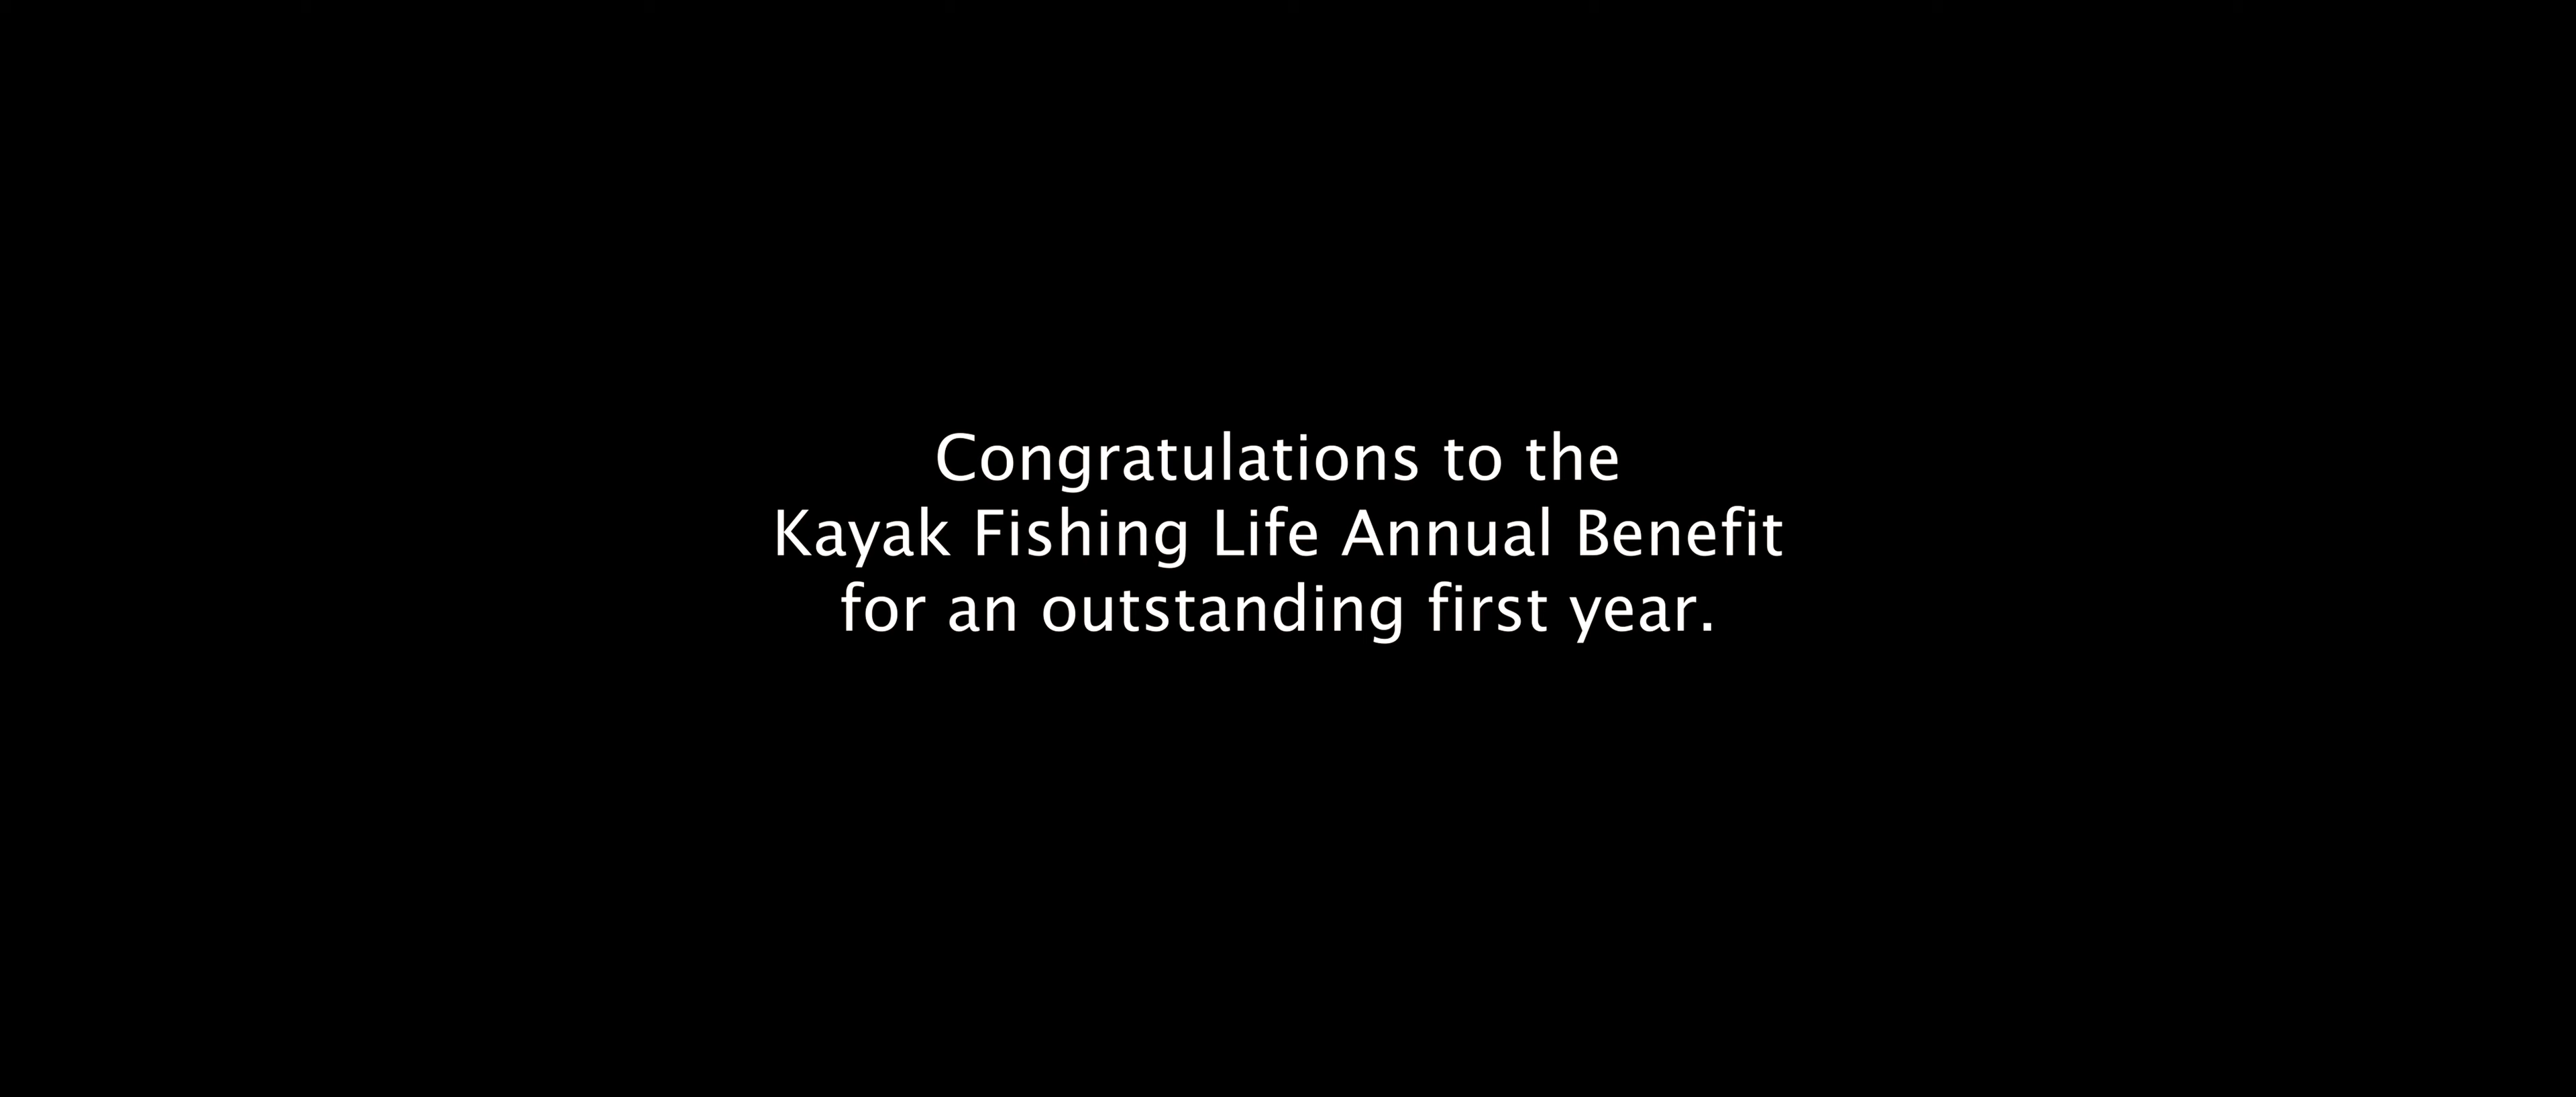 Congratulations to the
Kayak Fishing Life Annual Benefit
for an outstanding first year.